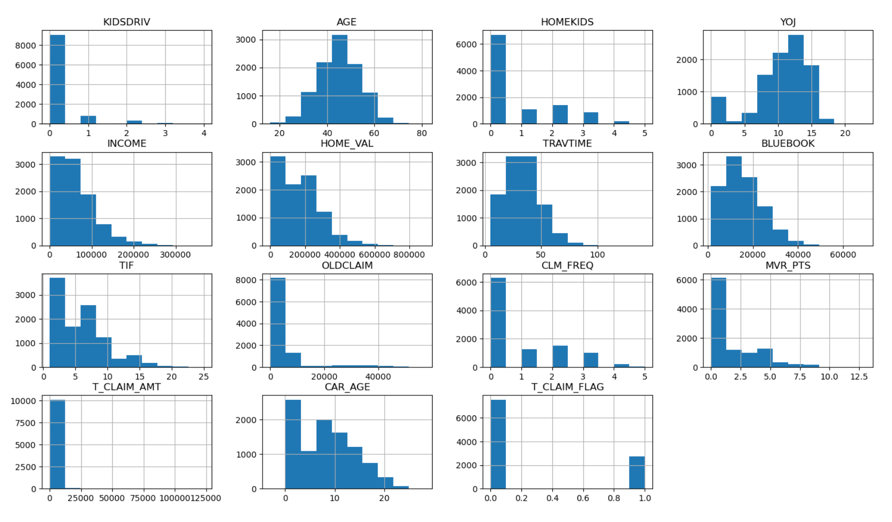 KIDSDRIV AGE HOMEKIDS YOJ
8000 3000 6000
6000 2000 4000 2000
4000
2000 1000 2000 1000
0 0 0 0
0 1 2 3 4 20 40 60 80 0 1 2 3 4 5 0 5 10 15 20
INCOME HOME_VAL TRAVTIME BLUEBOOK
3000 3000 3000 3000
2000 2000 2000 2000
1000 1000 1000 1000
0 0 0 0
0 100000 200000 300000 0 200000 400000 600000 800000 0 50 100 0 20000 40000 60000
TIF OLDCLAIM CLM_FREQ MVR_PTS
3000 8000 6000 6000
2000 6000 4000 4000
4000
1000 2000 2000 2000
0 0 0 0
0 5 10 15 20 25 0 20000 40000 0 1 2 3 4 5 0.0 2.5 5.0 7.5 10.0 12.5
T_CLAIM_AMT CAR_AGE T_CLAIM_FLAG
10000
7500 2000 6000
5000 4000
2500 1000 2000
0 0 0
0 25000 50000 75000 100000 125000 0 10 20 0.0 0.2 0.4 0.6 0.8 1.0